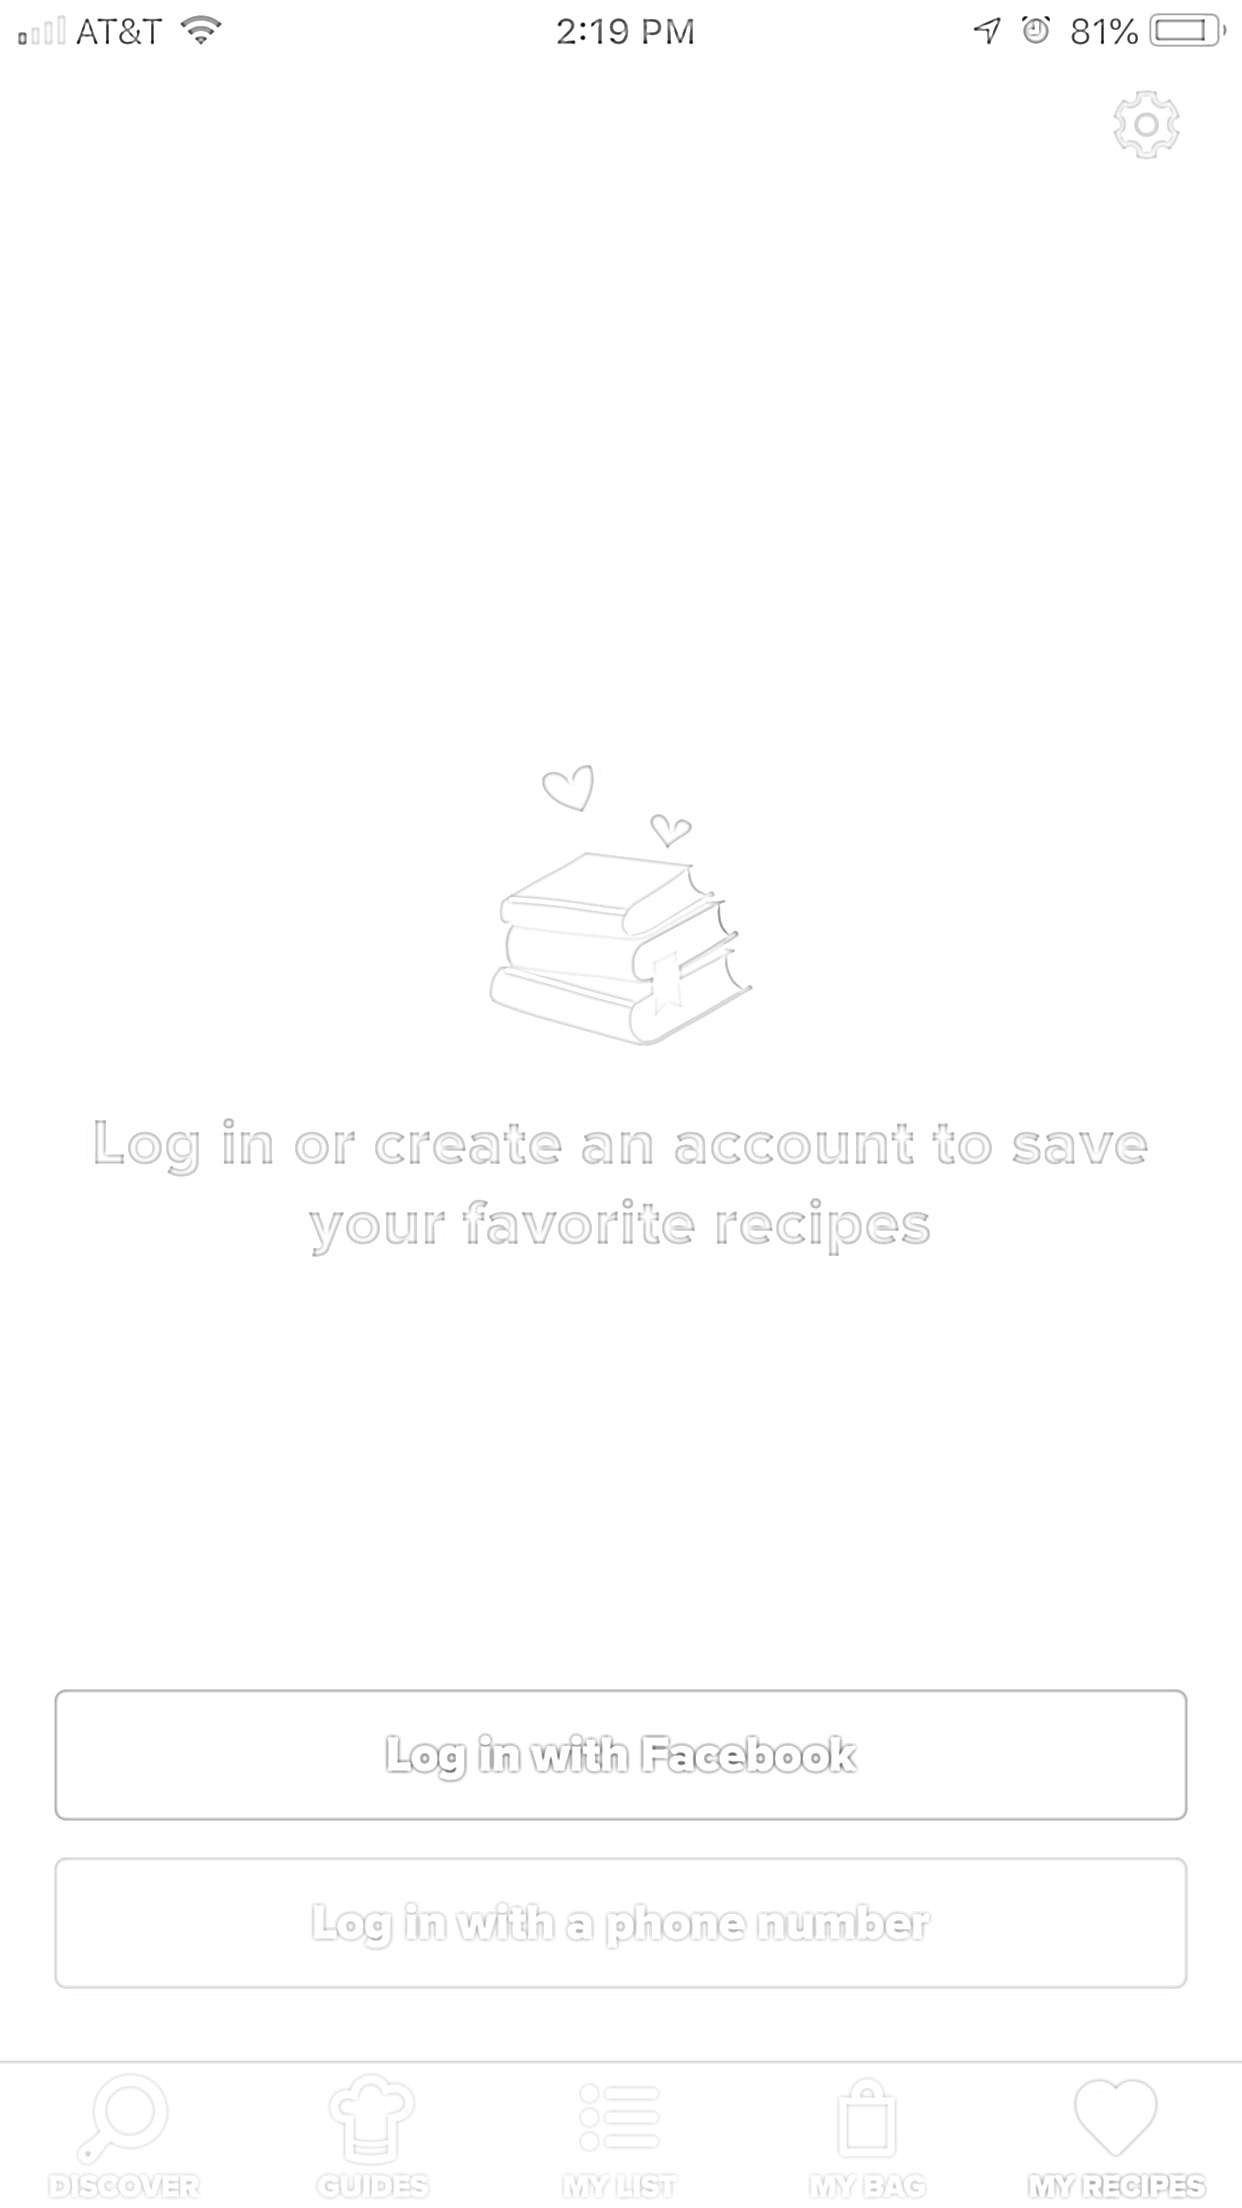 AT&T 2:19 PM 81%
Log in or create an account to save
your favorite recipes
Log in with Facebook
Log in with a phone number
DISCOVER GUIDES MY LIST MY BAG MY RECIPES